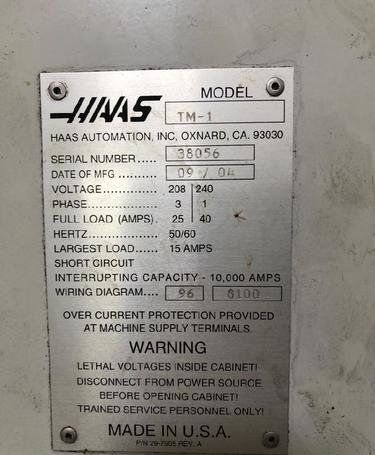 HAAS
MODEL
TM-1
HAAS AUTOMATION, INC, OXNARD, CA. 93030
SERIAL NUMBER..... 38056
DATE OF MFG........ 09 / 04
VOLTAGE............... 208 240
PHASE.................... 3 1
FULL LOAD (AMPS). 25 40
HERTZ..................... 50/60
LARGEST LOAD...... 15 AMPS
SHORT CIRCUIT
INTERRUPTING CAPACITY - 10,000 AMPS
WIRING DIAGRAM.... 96 8100
OVER CURRENT PROTECTION PROVIDED
AT MACHINE SUPPLY TERMINALS.
WARNING
LETHAL VOLTAGES INSIDE CABINET!
DISCONNECT FROM POWER SOURCE
BEFORE OPENING CABINET!
TRAINED SERVICE PERSONNEL ONLY!
MADE IN U.S.A.
P/N 29-7905 REV. A